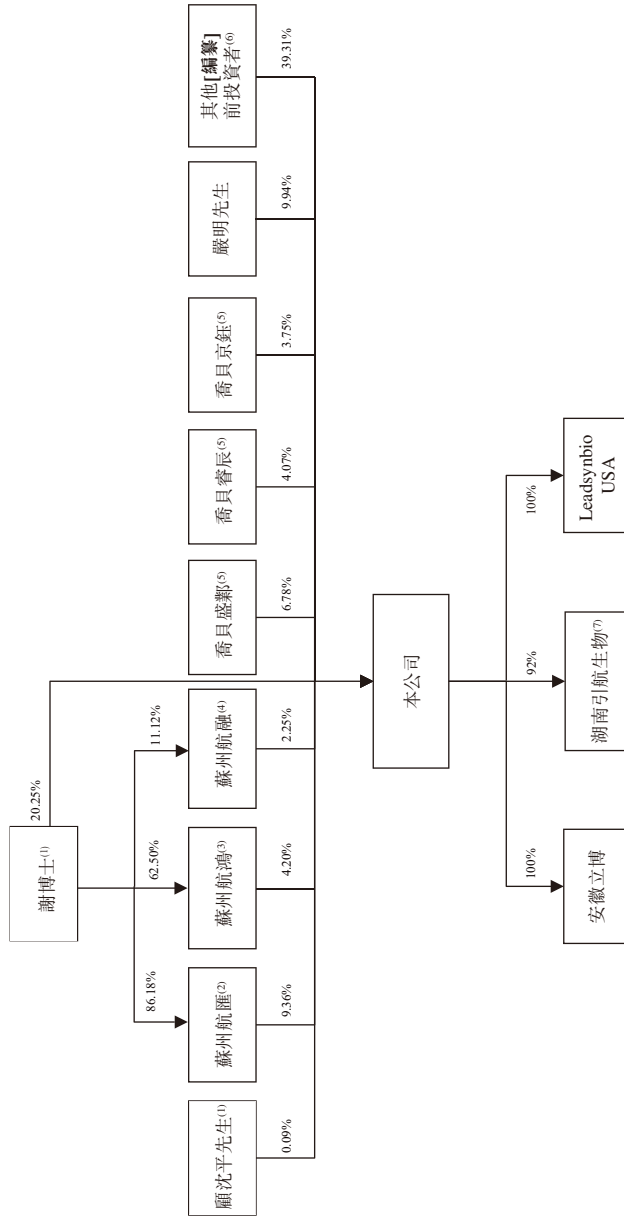 謝博士(1)
20.25%
86.18%
62.50%
11.12%
顧沈平先生(1)
蘇州航匯(2)
蘇州航鴻(3)
蘇州航融(4)
喬貝盛鄴(5)
喬貝睿辰(5)
喬貝京鈺(5)
嚴明先生
其他[編纂]
前投資者(6)
0.09%
9.36%
4.20%
2.25%
6.78%
4.07%
3.75%
9.94%
39.31%
本公司
100%
92%
100%
安徽立博
湖南引航生物(7)
Leadsynbio
USA